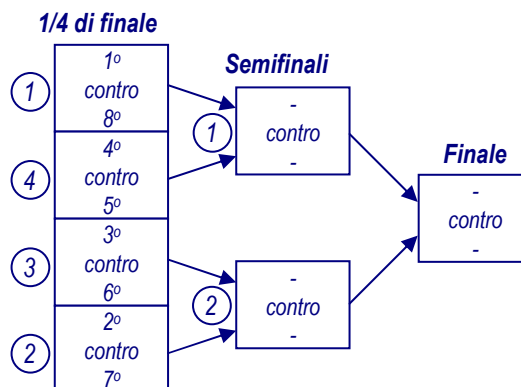 1/4 di finale
1
1º
contro
8º
4
4º
contro
5º
3
3º
contro
6º
2
2º
contro
7º
Semifinali
1
-
contro
-
2
-
contro
-
Finale
-
contro
-